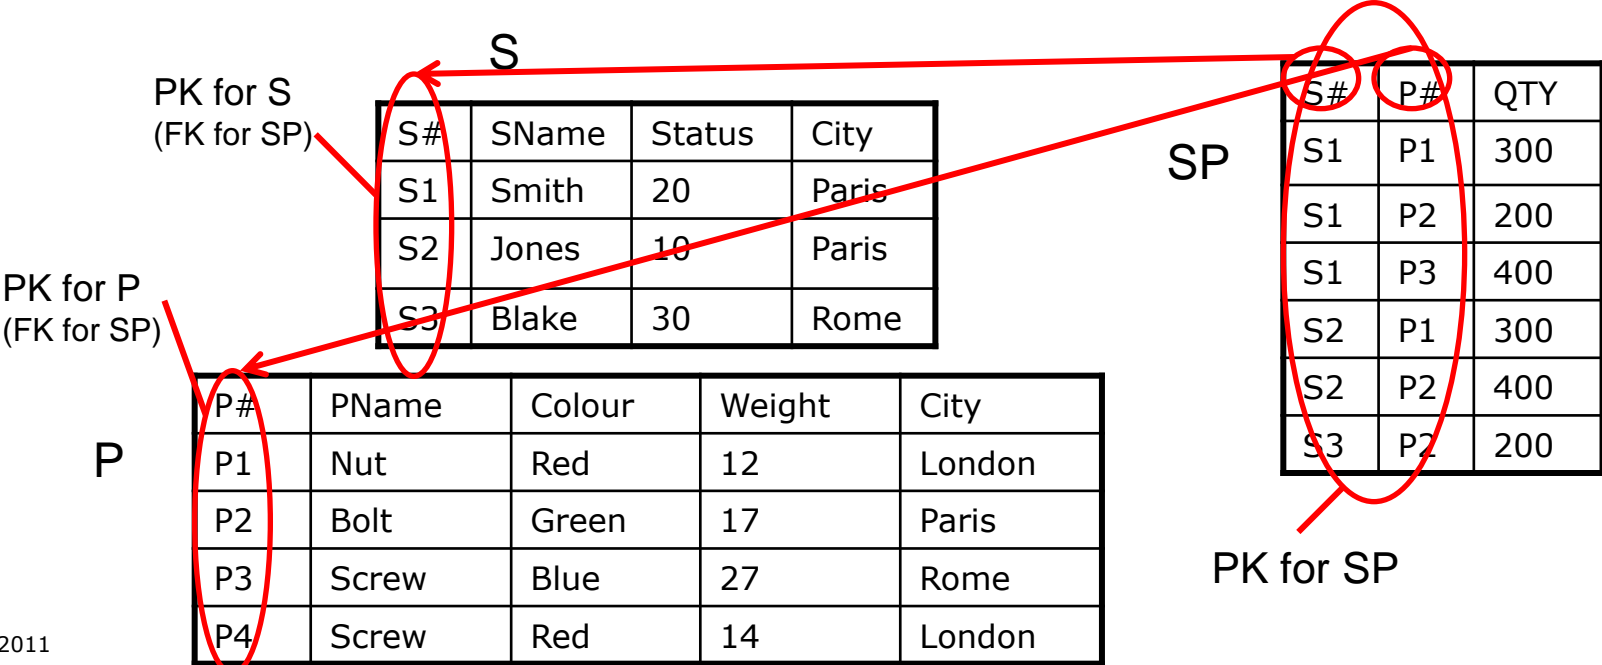 S
PK for S
(FK for SP)
S# SName Status City
S1 Smith 20 Paris
S2 Jones 10 Paris
S3 Blake 30 Rome
SP
S# P# QTY
S1 P1 300
S1 P2 200
S1 P3 400
S2 P1 300
S2 P2 400
S3 P2 200
PK for SP
PK for P
(FK for SP)
P
P# PName Colour Weight City
P1 Nut Red 12 London
P2 Bolt Green 17 Paris
P3 Screw Blue 27 Rome
P4 Screw Red 14 London
2011